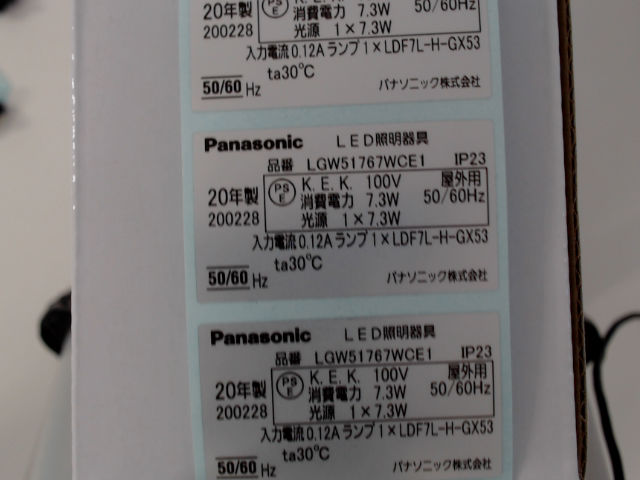 20年製 PSE K. E. K. 
消費電力 7.3W 50/60Hz
200228 光源 1×7.3W
入力電流0.12A ランプ1×LDF7L-H-GX53
ta30℃
50/60 Hz パナソニック株式会社
Panasonic LED照明器具
品番 LGW51767WCE1 IP23
20年製 PSE K. E. K. 100V 屋外用
消費電力 7.3W 50/60Hz
200228 光源 1×7.3W
入力電流0.12A ランプ1×LDF7L-H-GX53
ta30℃
50/60 Hz パナソニック株式会社
Panasonic LED照明器具
品番 LGW51767WCE1 IP23
20年製 PSE K. E. K. 100V 屋外用
消費電力 7.3W 50/60Hz
200228 光源 1×7.3W
入力電流0.12A ランプ1×LDF7L-H-GX53
ta30℃
50/60 Hz パナソニック株式会社